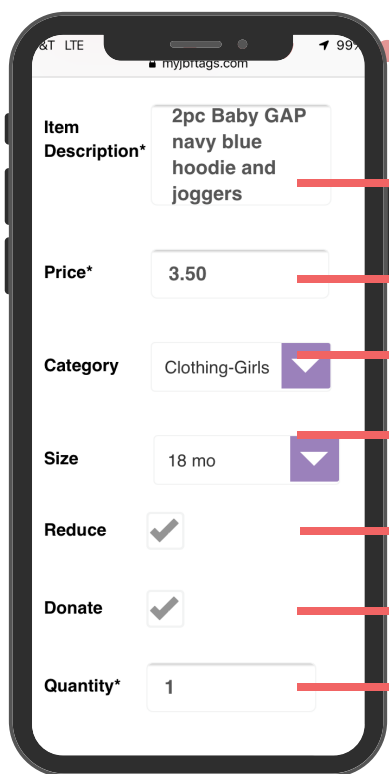 &T LTE 99%
myjbftags.com
Item
Description*
2pc Baby GAP
navy blue
hoodie and
joggers
Price* 3.50
Category Clothing-Girls
Size 18 mo
Reduce
Donate
Quantity* 1